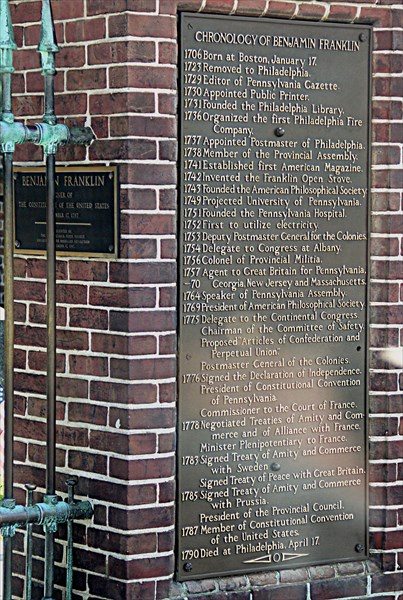 CHRONOLOGY OF BENJAMIN FRANKLIN
1706 Born at Boston, January 17.
1723 Removed to Philadelphia.
1729 Editor of Pennsylvania Gazette.
1730 Appointed Public Printer.
1731 Founded the Philadelphia Library.
1736 Organized the first Philadelphia Fire
Company.
1737 Appointed Postmaster of Philadelphia.
1738 Member of the Provincial Assembly.
1741 Established first American Magazine.
1742 Invented the Franklin Open Stove.
1743 Founded the American Philosophical Society.
1749 Projected University of Pennsylvania.
1751 Founded the Pennsylvania Hospital.
1752 First to utilize electricity.
1753 Deputy Postmaster General for the Colonies.
1754 Delegate to Congress at Albany.
1756 Colonel of Provincial Militia.
1757 Agent to Great Britain for Pennsylvania,
-70 Georgia, New Jersey and Massachusetts.
1764 Speaker of Pennsylvania Assembly.
1769 President of American Philosophical Society.
1775 Delegate to the Continental Congress.
Chairman of the Committee of Safety.
Proposed Articles of Confederation and
Perpetual Union.
Postmaster General of the Colonies.
1776 Signed the Declaration of Independence.
President of Constitutional Convention
of Pennsylvania.
Commissioner to the Court of France.
1778 Negotiated Treaties of Amity and Com-
merce and of Alliance with France.
Minister Plenipotentiary to France.
1783 Signed Treaty of Amity and Commerce
with Sweden
Signed Treaty of Peace with Great Britain.
1785 Signed Treaty of Amity and Commerce
with Prussia.
President of the Provincial Council.
1787 Member of Constitutional Convention
of the United States.
1790 Died at Philadelphia, April 17.
BENJAMIN FRANKLIN
OF
THE CONSTITUTION OF THE UNITED STATES
17, 1787